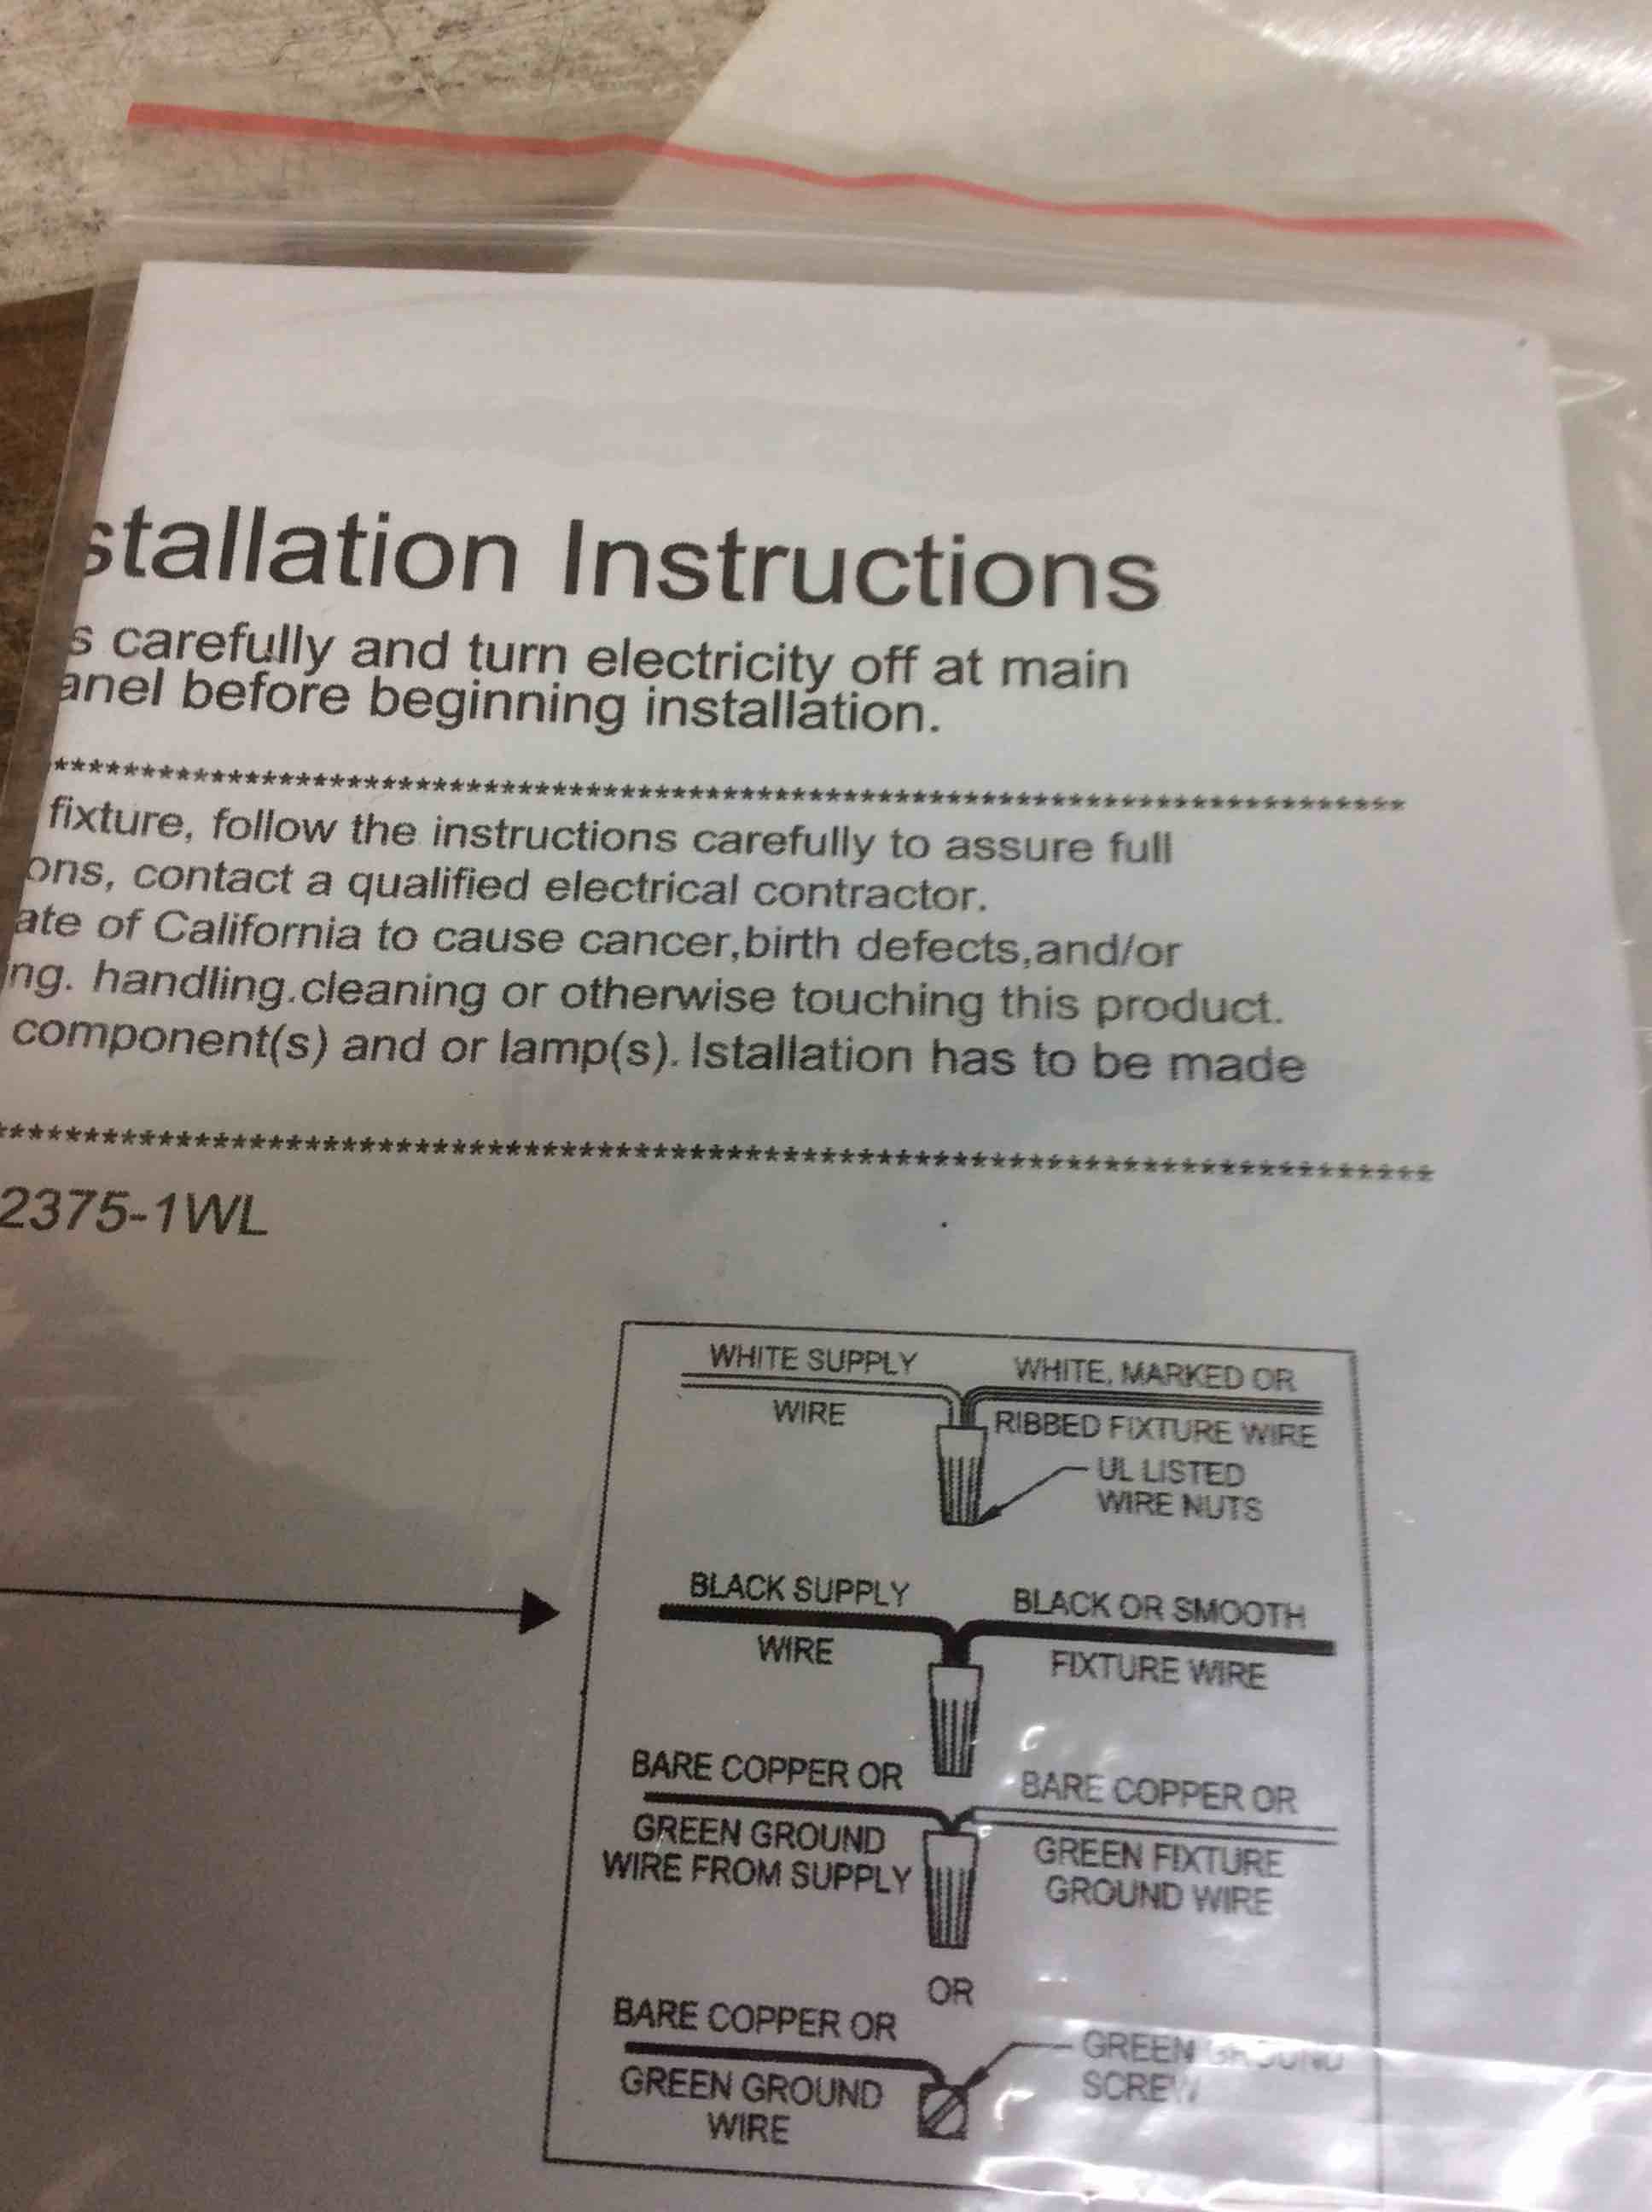 stallation Instructions
s carefully and turn electricity off at main
anel before beginning installation.
************************************************************************************
fixture, follow the instructions carefully to assure full
ons, contact a qualified electrical contractor.
ate of California to cause cancer,birth defects,and/or
ng. handling.cleaning or otherwise touching this product.
component(s) and or lamp(s). Istallation has to be made
************************************************************************************
2375-1WL
WHITE SUPPLY
WIRE
WHITE, MARKED OR
RIBBED FIXTURE WIRE
UL LISTED
WIRE NUTS
BLACK SUPPLY
WIRE
BLACK OR SMOOTH
FIXTURE WIRE
BARE COPPER OR
GREEN GROUND
WIRE FROM SUPPLY
BARE COPPER OR
GREEN FIXTURE
GROUND WIRE
OR
BARE COPPER OR
GREEN GROUND
WIRE
GREEN GROUND
SCREW